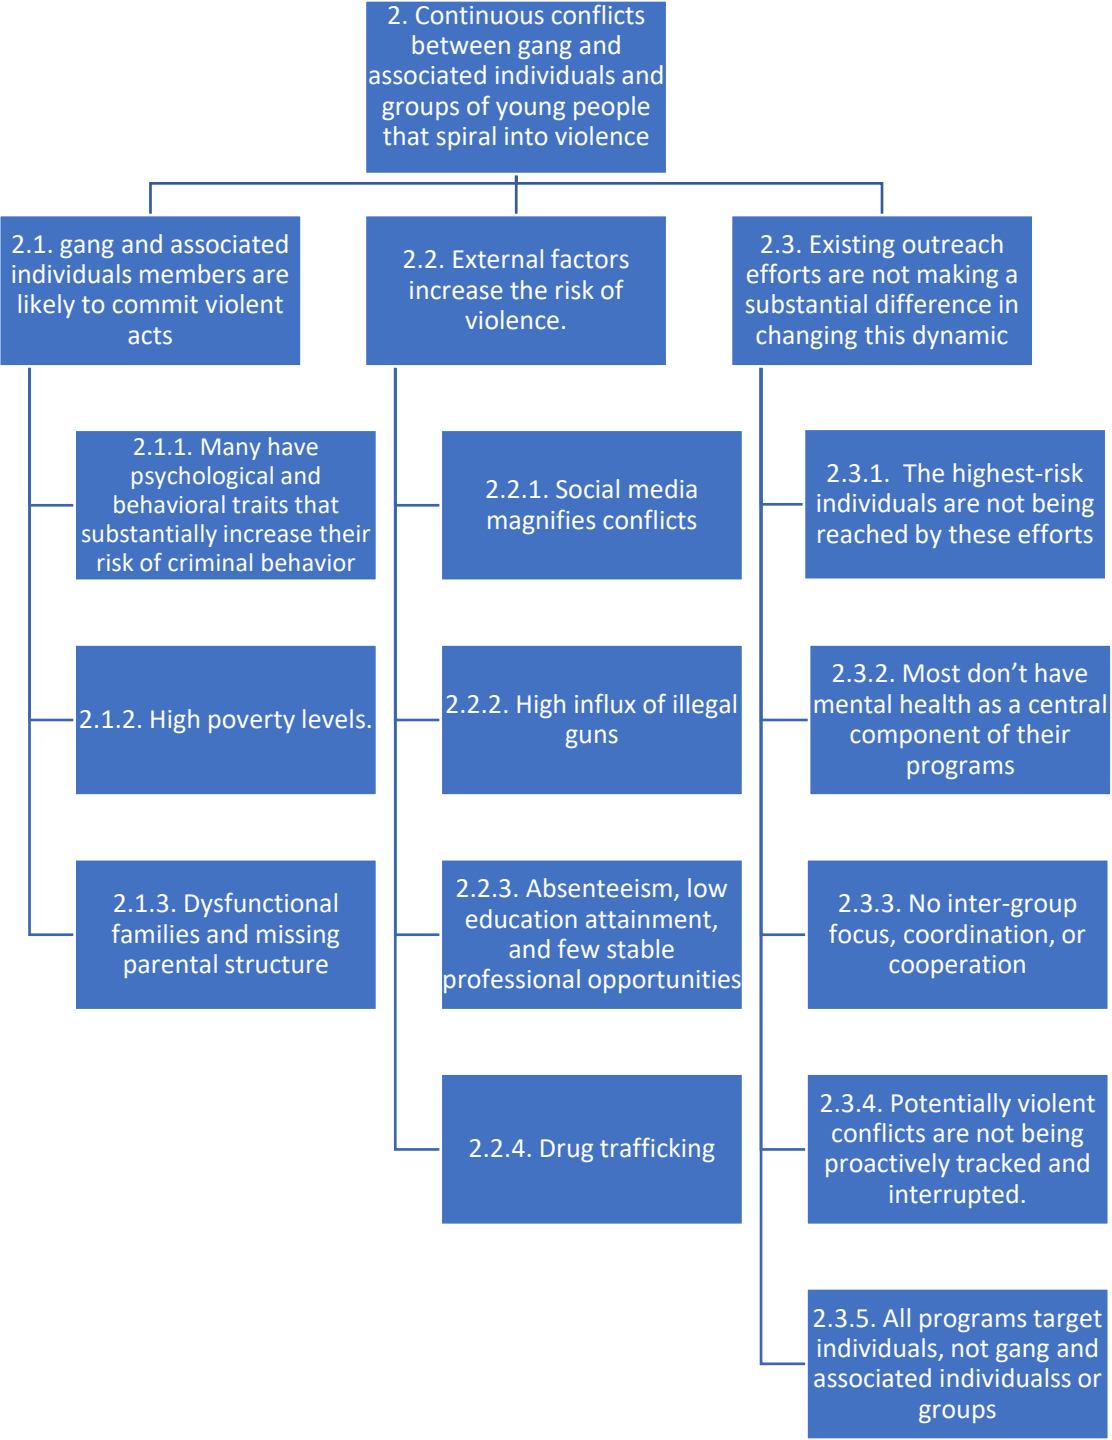 2. Continuous conflicts
between gang and
associated individuals and
groups of young people
that spiral into violence
2.1. gang and associated
individuals members are
likely to commit violent
acts
2.1.1. Many have
psychological and
behavioral traits that
substantially increase their
risk of criminal behavior
2.1.2. High poverty levels.
2.1.3. Dysfunctional
families and missing
parental structure
2.2. External factors
increase the risk of
violence.
2.2.1. Social media
magnifies conflicts
2.2.2. High influx of illegal
guns
2.2.3. Absenteeism, low
education attainment,
and few stable
professional opportunities
2.2.4. Drug trafficking
2.3. Existing outreach
efforts are not making a
substantial difference in
changing this dynamic
2.3.1.  The highest-risk
individuals are not being
reached by these efforts
2.3.2. Most don’t have
mental health as a central
component of their
programs
2.3.3. No inter-group
focus, coordination, or
cooperation
2.3.4. Potentially violent
conflicts are not being
proactively tracked and
interrupted.
2.3.5. All programs target
individuals, not gang and
associated individualss or
groups